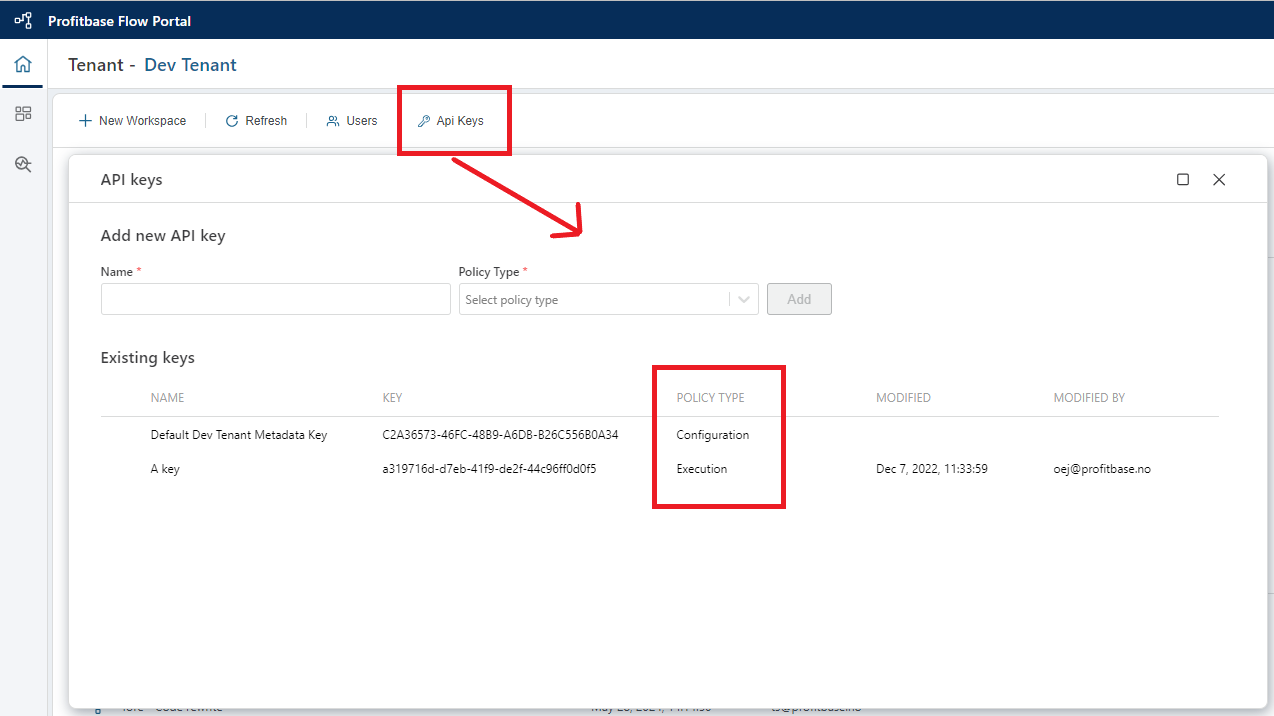 Profitbase Flow Portal
Tenant - Dev Tenant
New Workspace Refresh Users Api Keys
API keys
Add new API key
Name * Policy Type *
Select policy type Add
Existing keys
NAME KEY POLICY TYPE MODIFIED MODIFIED BY
Default Dev Tenant Metadata Key C2A36573-46FC-48B9-A6DB-B26C556B0A34 Configuration
A key a319716d-d7eb-41f9-de2f-44c96ff0d0f5 Execution Dec 7, 2022, 11:33:59 oej@profitbase.no